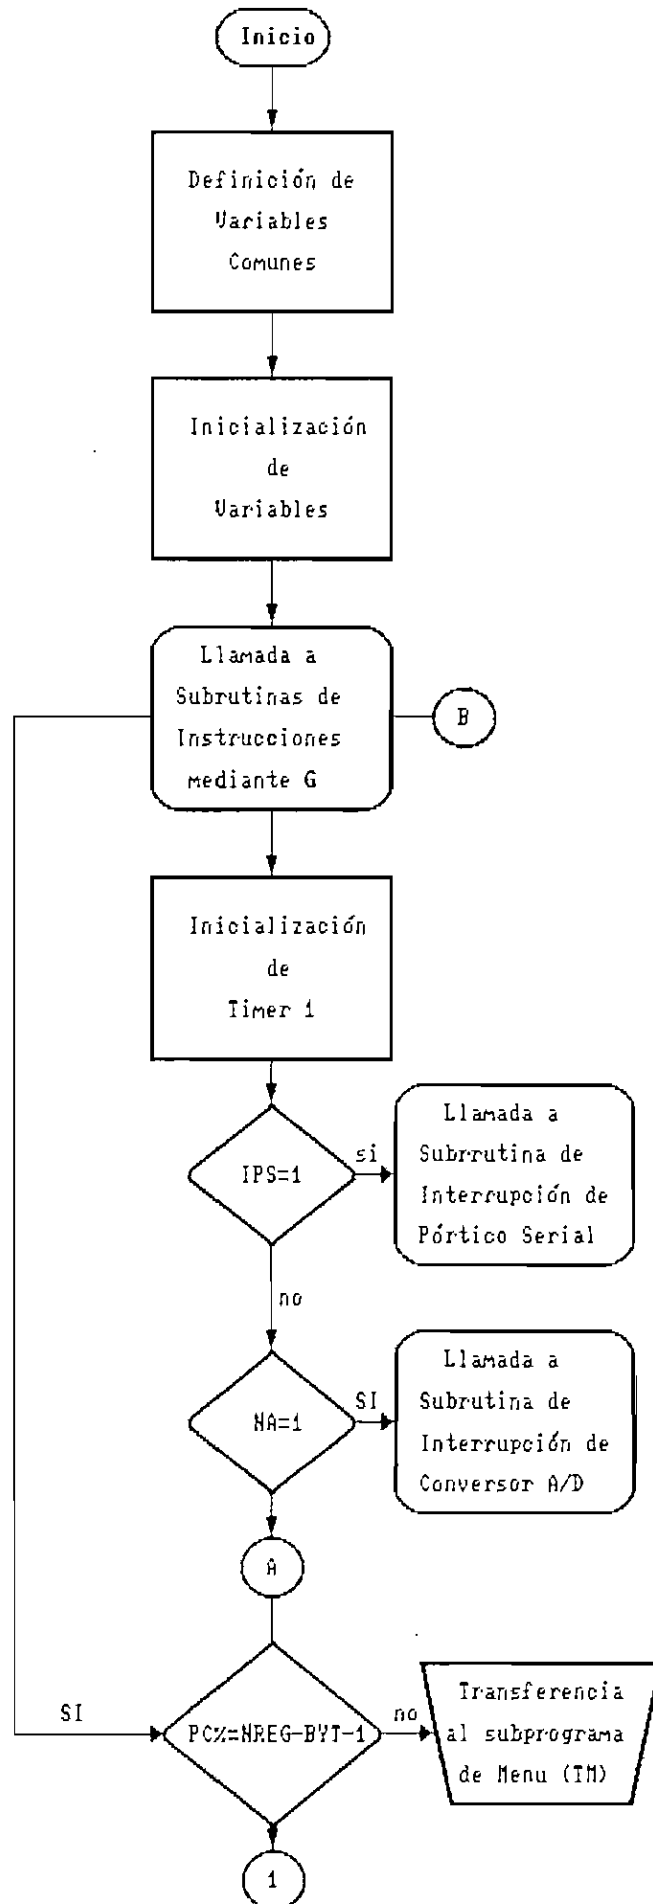 Inicio
Definición de
Variables
Comunes
Inicialización
de
Variables
Llamada a
Subrutinas de
Instrucciones
mediante G
B
Inicialización
de
Timer 1
IPS=1
si
Llamada a
Subrrutina de
Interrupción de
Pórtico Serial
no
NA=1
SI
Llamada a
Subrutina de
Interrupción de
Conversor A/D
A
SI
PC%=NREG-BYT-1
no
Transferencia
al subprograma
de Menu (TM)
1